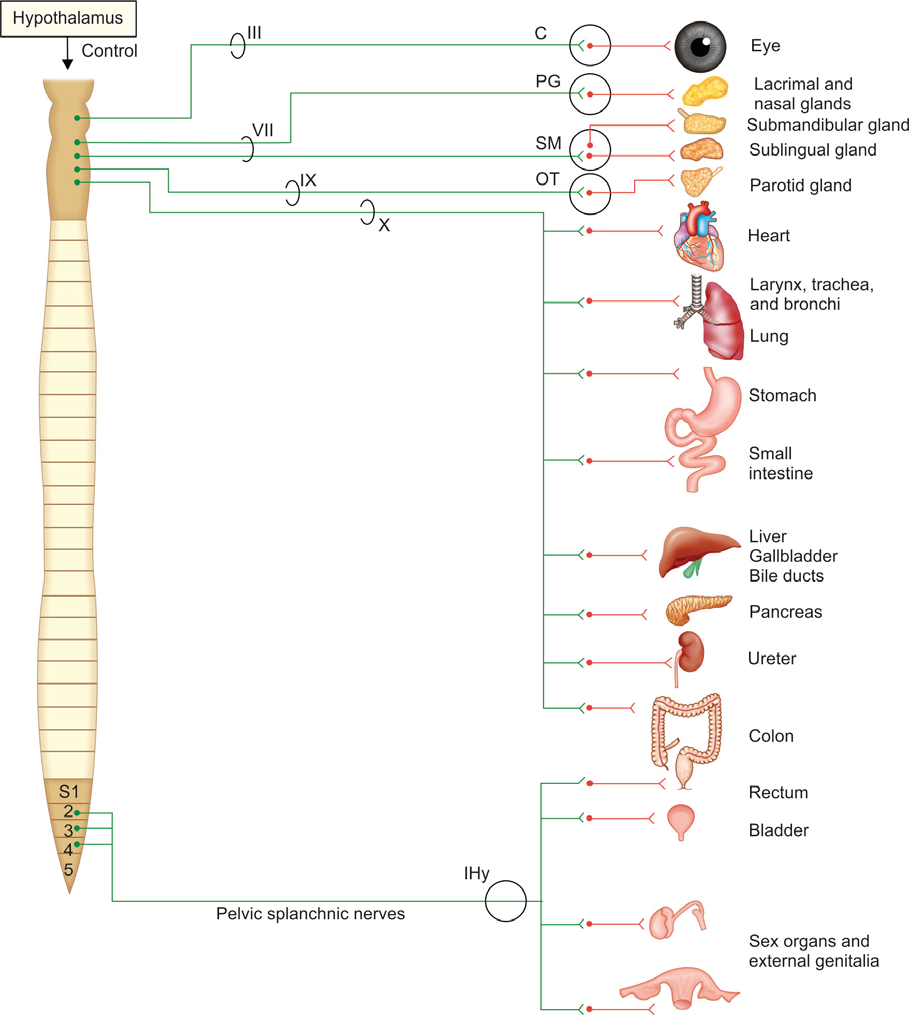 Hypothalamus
Control
III
C
Eye
PG
Lacrimal and
nasal glands
VII
Submandibular gland
SM
Sublingual gland
IX
OT
Parotid gland
X
Heart
Larynx, trachea,
and bronchi
Lung
Stomach
Small
intestine
Liver
Gallbladder
Bile ducts
Pancreas
Ureter
Colon
S1
2
3
4
5
Rectum
Bladder
IHy
Pelvic splanchnic nerves
Sex organs and
external genitalia